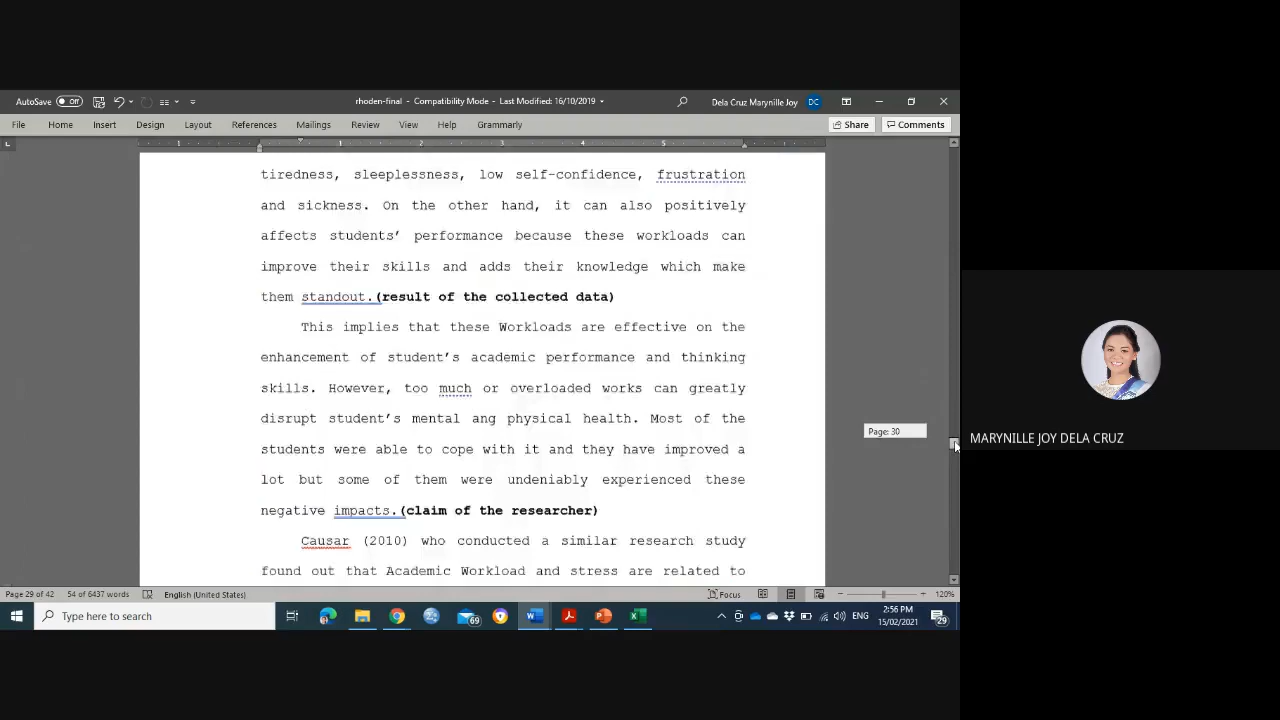 AutoSave Off rhoden-final - Compatibility Mode - Last Modified: 16/10/2019 Dela Cruz Marynille Joy DC
File Home Insert Design Layout References Mailings Review View Help Grammarly Share Comments
1 1 2 3 4 5
tiredness, sleeplessness, low self-confidence, frustration
and sickness. On the other hand, it can also positively
affects students’ performance because these workloads can
improve their skills and adds their knowledge which make
them standout.(result of the collected data)
This implies that these Workloads are effective on the
enhancement of student’s academic performance and thinking
skills. However, too much or overloaded works can greatly
disrupt student’s mental ang physical health. Most of the
students were able to cope with it and they have improved a
lot but some of them were undeniably experienced these
negative impacts.(claim of the researcher)
Causar (2010) who conducted a similar research study
found out that Academic Workload and stress are related to
Page: 30
MARYNILLE JOY DELA CRUZ
Page 29 of 42 54 of 6437 words English (United States) Focus 120%
Type here to search 69 ENG 2:56 PM 29
15/02/2021